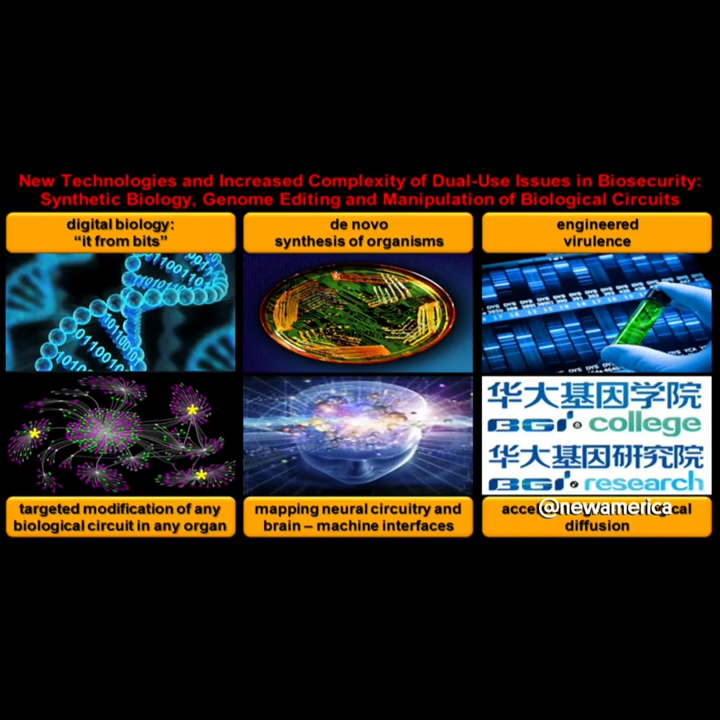 New Technologies and Increased Complexity of Dual-Use Issues in Biosecurity:
Synthetic Biology, Genome Editing and Manipulation of Biological Circuits
digital biology:
“it from bits”
de novo
synthesis of organisms
engineered
virulence
华大基因学院
BGI college
华大基因研究院
BGI research
targeted modification of any
biological circuit in any organ
mapping neural circuitry and
brain – machine interfaces
@newamerica
diffusion